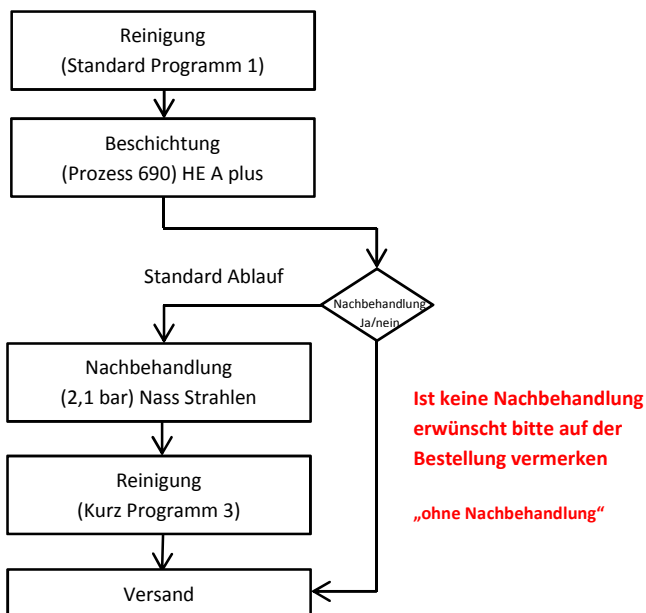 Reinigung
(Standard Programm 1)
Beschichtung
(Prozess 690) HE A plus
Standard Ablauf
Nachbehandlung
Ja/nein
Nachbehandlung
(2,1 bar) Nass Strahlen
Ist keine Nachbehandlung
erwünscht bitte auf der
Bestellung vermerken
„ohne Nachbehandlung“
Reinigung
(Kurz Programm 3)
Versand